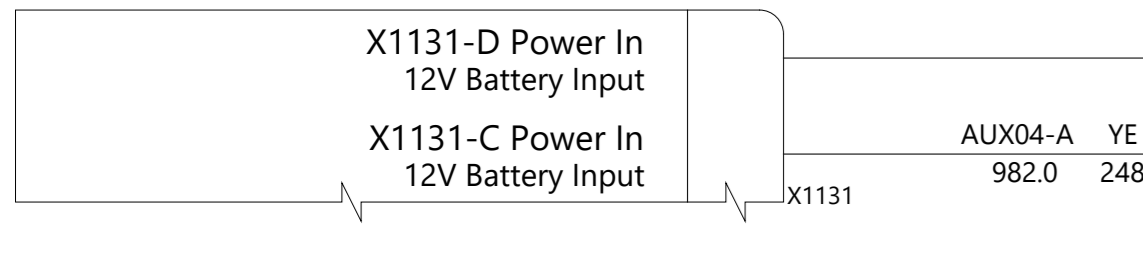 X1131-D Power In
12V Battery Input
X1131-C Power In
12V Battery Input
AUX04-A YE
982.0 248
X1131